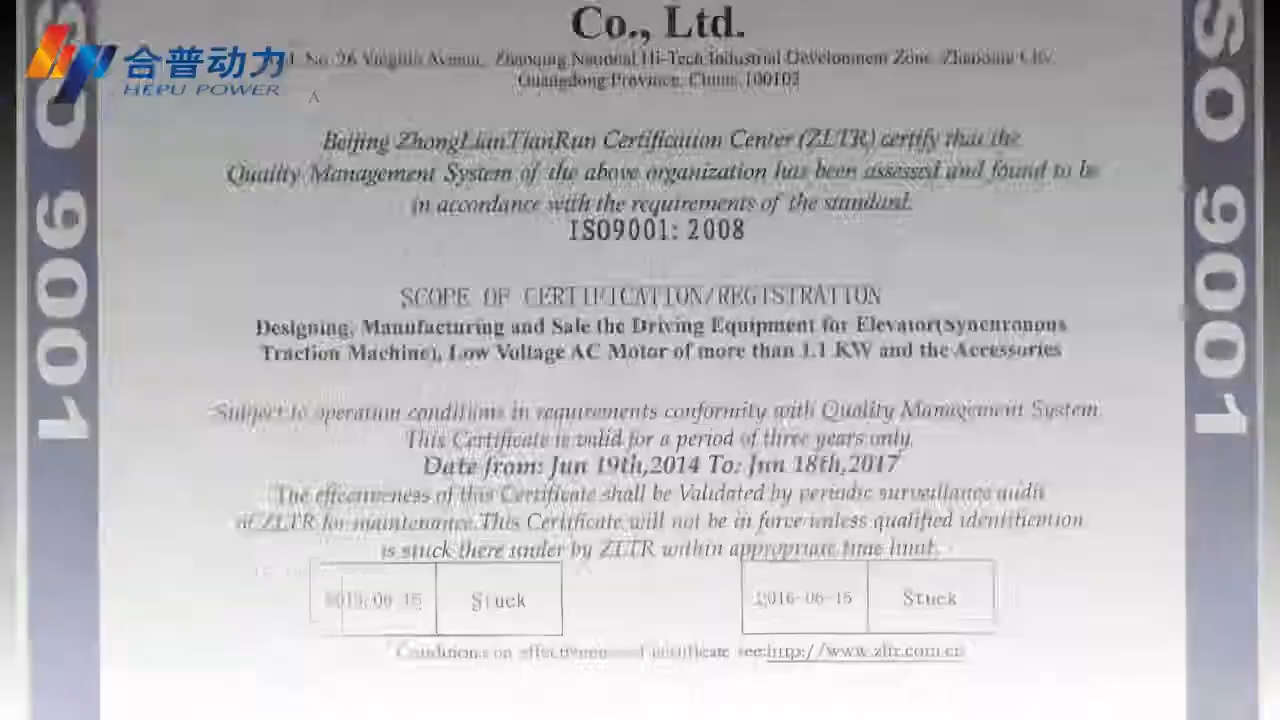 Co., Ltd.
合普动力
HEPU POWER
No. 26 Avenue, Zhaoqing National Hi-Tech Industrial Development Zone, Zhaoqing City,
Guangdong Province, China,
Beijing ZhongLianTianRun Certification Center (ZLTR) certify that the
Quality Management System of the above organization has been assessed and found to be
in accordance with the requirements of the standard:
ISO9001: 2008
SCOPE OF CERTIFICATION/REGISTRATION
Designing, Manufacturing and Sale the Driving Equipment for Elevator(Synchronous
Traction Machine), Low Voltage AC Motor of more than 1.1 KW and the Accessories
Subject to operation conditions in requirements conformity with Quality Management System
This Certificate is valid for a period of three years only.
Date from: Jun 19th,2014 To: Jun 18th,2017
The effectiveness of this Certificate shall be Validated by periodic surveillance audit
of ZLTR for maintenance.This Certificate will not be in force unless qualified identification
is stuck there under by ZLTR within appropriate time limit.
2015-06-15 Stuck 2016-06-15 Stuck
Conditions on of certificate see:http://www.zltr.com.cn
SO 9001
SO 9001